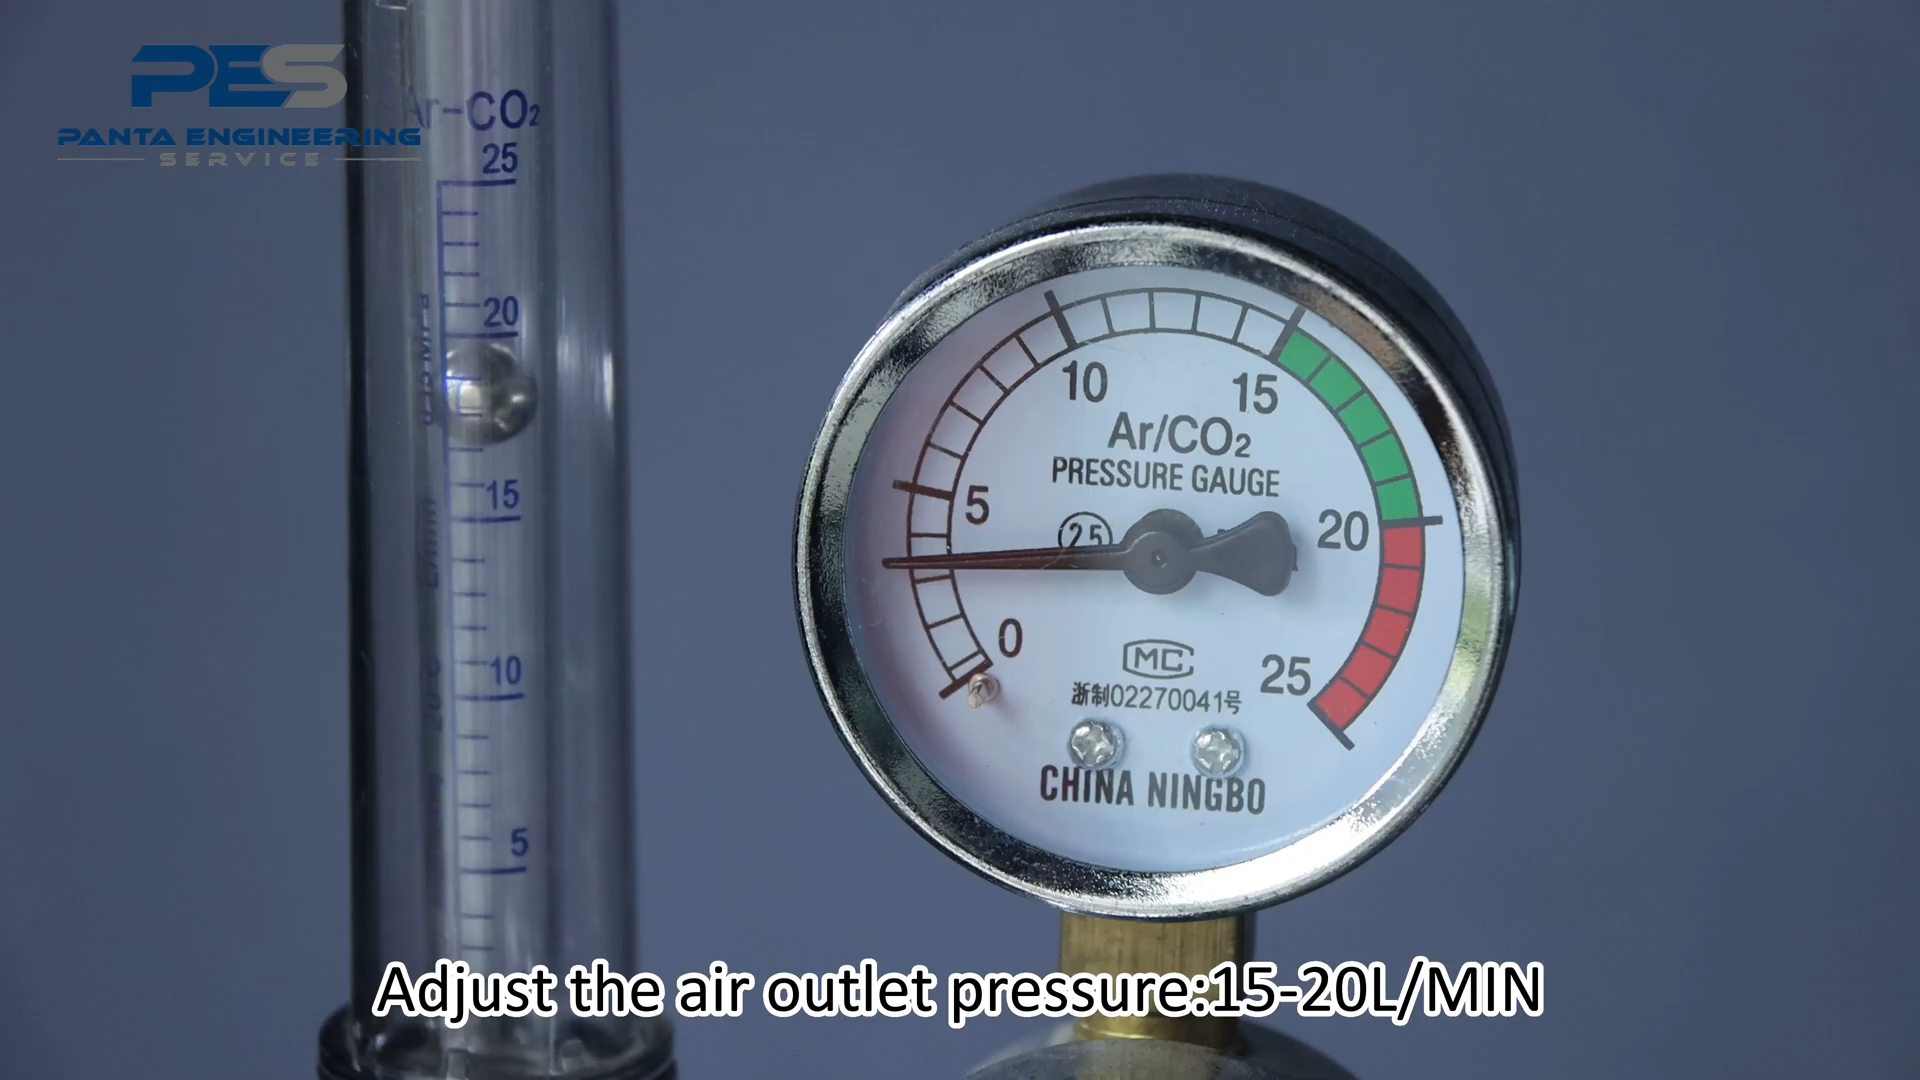 PES
PANTA ENGINEERING
SERVICE
Ar-CO₂
25
20
15
10
5
10
15
5
20
0
25
Ar/CO₂
PRESSURE GAUGE
2.5
MC
浙制02270041号
CHINA NINGBO
Adjust the air outlet pressure:15-20L/MIN